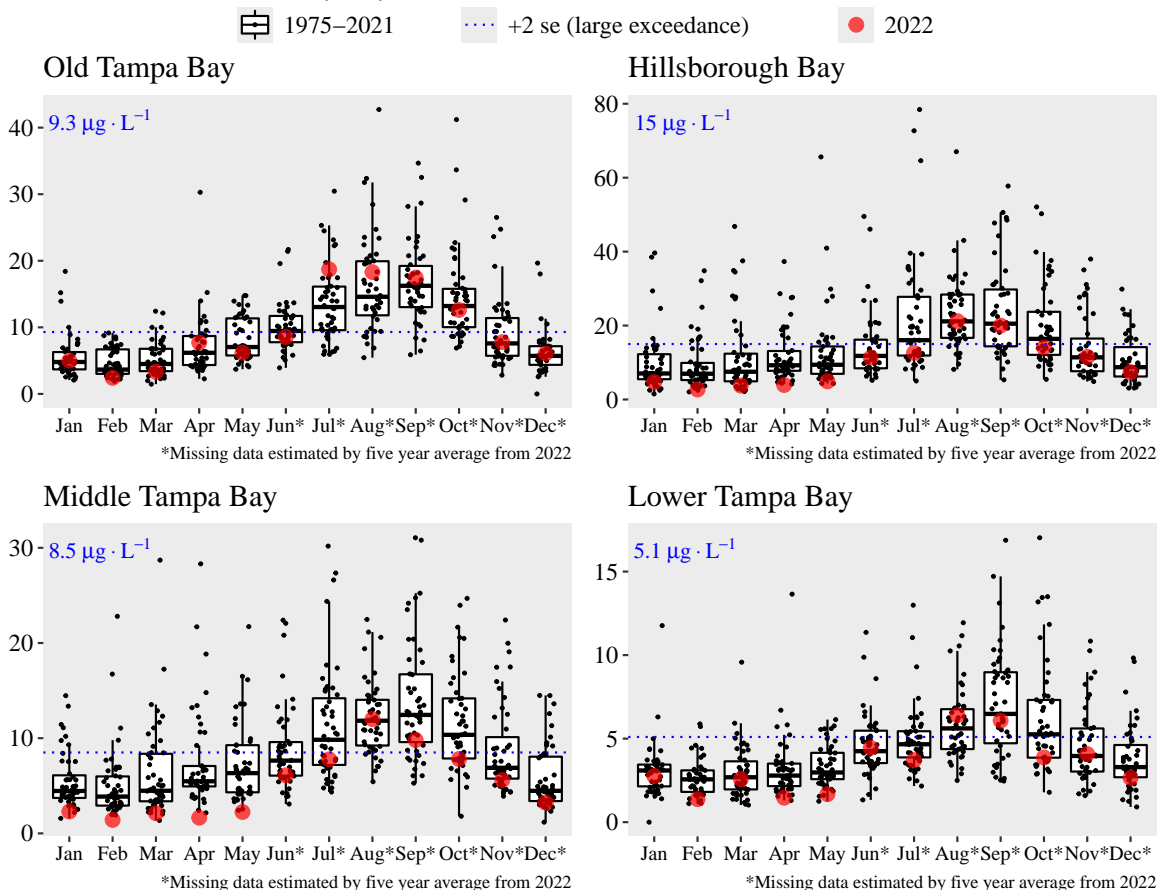 1975–2021 +2 se (large exceedance) 2022
Old Tampa Bay
9.3 μg · L⁻¹
40
30
20
10
0
Jan Feb Mar Apr May Jun* Jul* Aug* Sep* Oct* Nov* Dec*
*Missing data estimated by five year average from 2022
Hillsborough Bay
15 μg · L⁻¹
80
60
40
20
0
Jan Feb Mar Apr May Jun* Jul* Aug* Sep* Oct* Nov* Dec*
*Missing data estimated by five year average from 2022
Middle Tampa Bay
8.5 μg · L⁻¹
30
20
10
0
Jan Feb Mar Apr May Jun* Jul* Aug* Sep* Oct* Nov* Dec*
*Missing data estimated by five year average from 2022
Lower Tampa Bay
5.1 μg · L⁻¹
15
10
5
0
Jan Feb Mar Apr May Jun* Jul* Aug* Sep* Oct* Nov* Dec*
*Missing data estimated by five year average from 2022